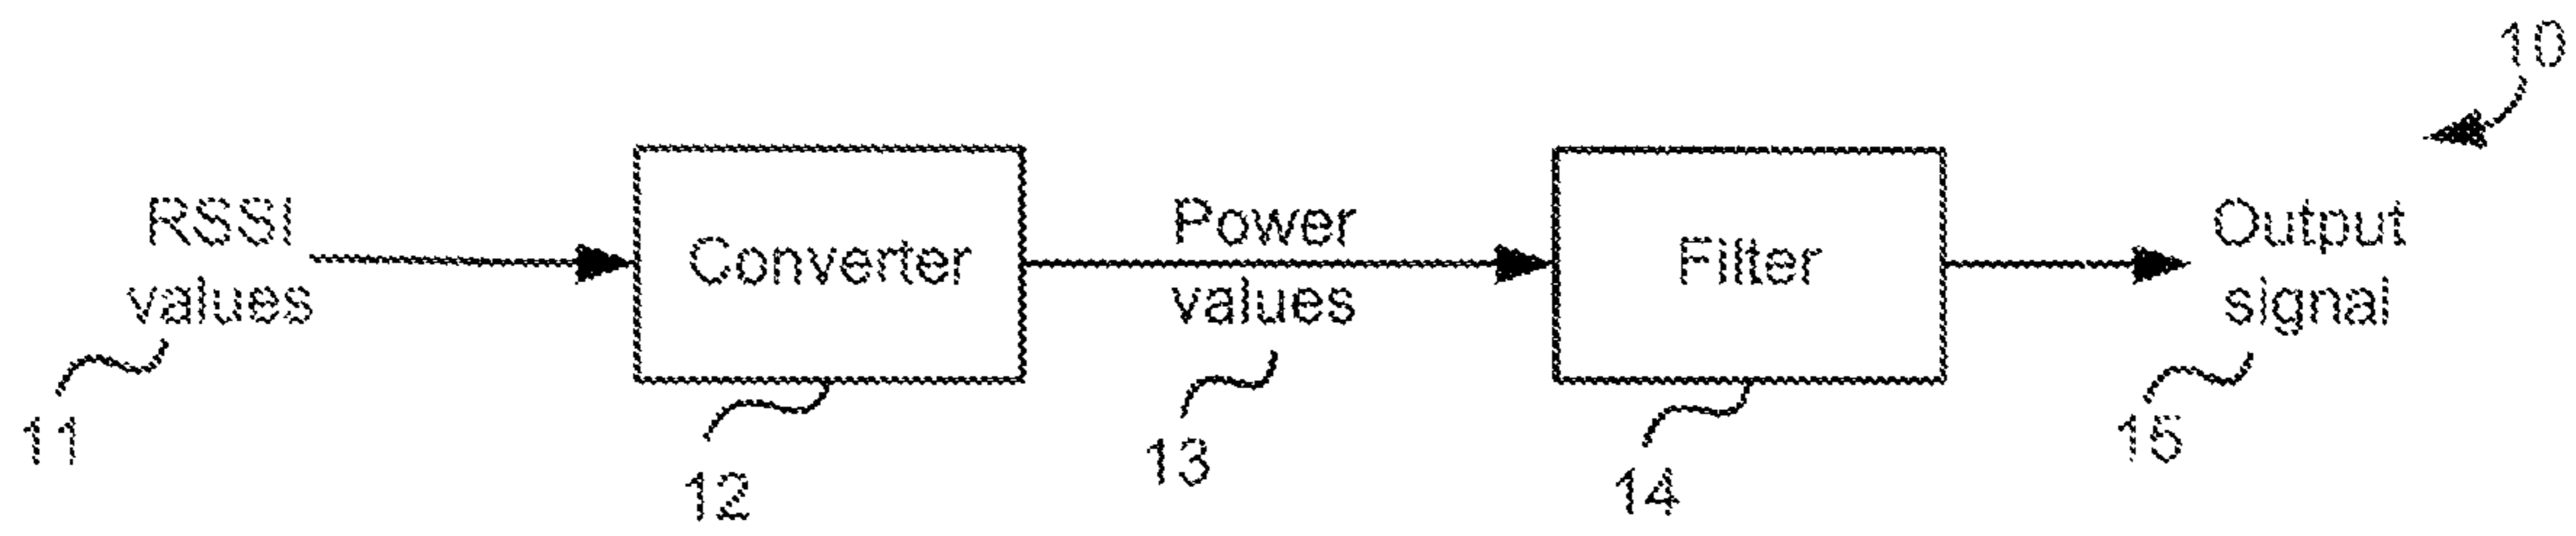 10
RSSI
values
Converter
Power
values
Filter
Output
signal
11
12
13
14
15